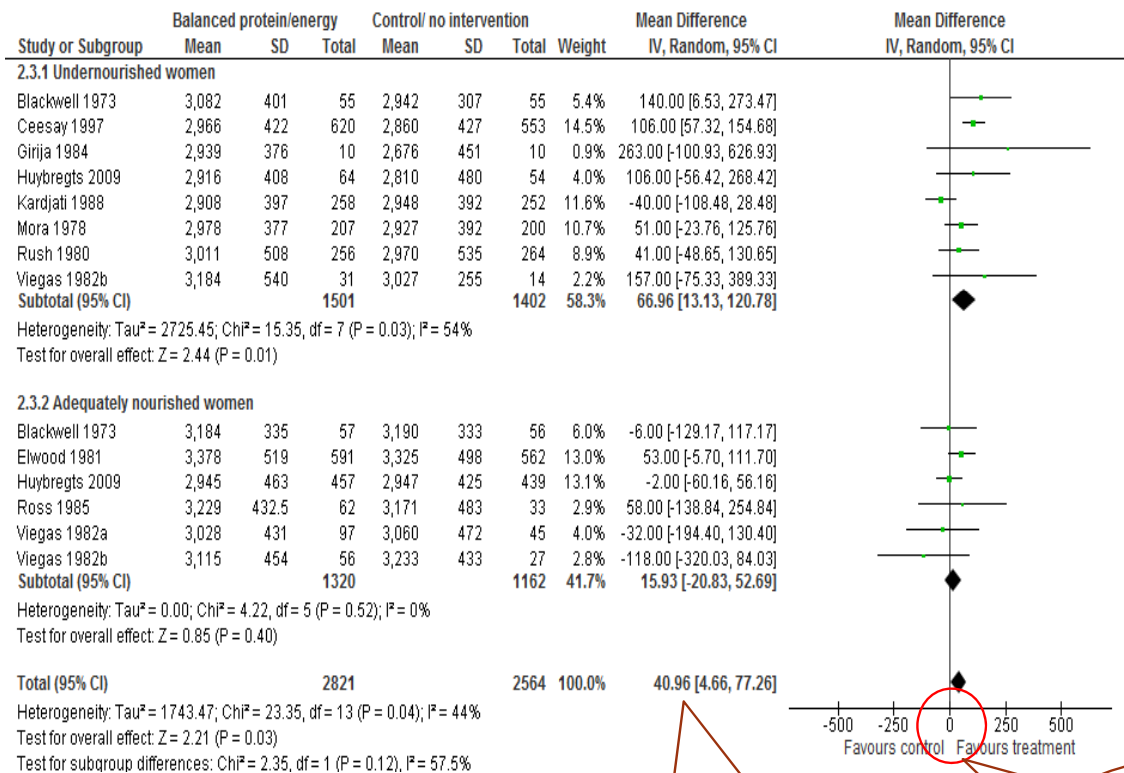 Balanced protein/energy Control/ no intervention Mean Difference Mean Difference
Study or Subgroup Mean SD Total Mean SD Total Weight IV, Random, 95% CI IV, Random, 95% CI
2.3.1 Undernourished women
Blackwell 1973 3,082 401 55 2,942 307 55 5.4% 140.00 [6.53, 273.47]
Ceesay 1997 2,966 422 620 2,860 427 553 14.5% 106.00 [57.32, 154.68]
Girija 1984 2,939 376 10 2,676 451 10 0.9% 263.00 [-100.93, 626.93]
Huybregts 2009 2,916 408 64 2,810 480 54 4.0% 106.00 [-56.42, 268.42]
Kardjati 1988 2,908 397 258 2,948 392 252 11.6% -40.00 [-108.48, 28.48]
Mora 1978 2,978 377 207 2,927 392 200 10.7% 51.00 [-23.76, 125.76]
Rush 1980 3,011 508 256 2,970 535 264 8.9% 41.00 [-48.65, 130.65]
Viegas 1982b 3,184 540 31 3,027 255 14 2.2% 157.00 [-75.33, 389.33]
Subtotal (95% CI) 1501 1402 58.3% 66.96 [13.13, 120.78]
Heterogeneity: Tau² = 2725.45; Chi² = 15.35, df = 7 (P = 0.03); I² = 54%
Test for overall effect: Z = 2.44 (P = 0.01)
2.3.2 Adequately nourished women
Blackwell 1973 3,184 335 57 3,190 333 56 6.0% -6.00 [-129.17, 117.17]
Elwood 1981 3,378 519 591 3,325 498 562 13.0% 53.00 [-5.70, 111.70]
Huybregts 2009 2,945 463 457 2,947 425 439 13.1% -2.00 [-60.16, 56.16]
Ross 1985 3,229 432.5 62 3,171 483 33 2.9% 58.00 [-138.84, 254.84]
Viegas 1982a 3,028 431 97 3,060 472 45 4.0% -32.00 [-194.40, 130.40]
Viegas 1982b 3,115 454 56 3,233 433 27 2.8% -118.00 [-320.03, 84.03]
Subtotal (95% CI) 1320 1162 41.7% 15.93 [-20.83, 52.69]
Heterogeneity: Tau² = 0.00; Chi² = 4.22, df = 5 (P = 0.52); I² = 0%
Test for overall effect: Z = 0.85 (P = 0.40)
Total (95% CI) 2821 2564 100.0% 40.96 [4.66, 77.26]
Heterogeneity: Tau² = 1743.47; Chi² = 23.35, df = 13 (P = 0.04); I² = 44%
Test for overall effect: Z = 2.21 (P = 0.03)
Test for subgroup differences: Chi² = 2.35, df = 1 (P = 0.12), I² = 57.5%
-500 -250 0 250 500
Favours control Favours treatment